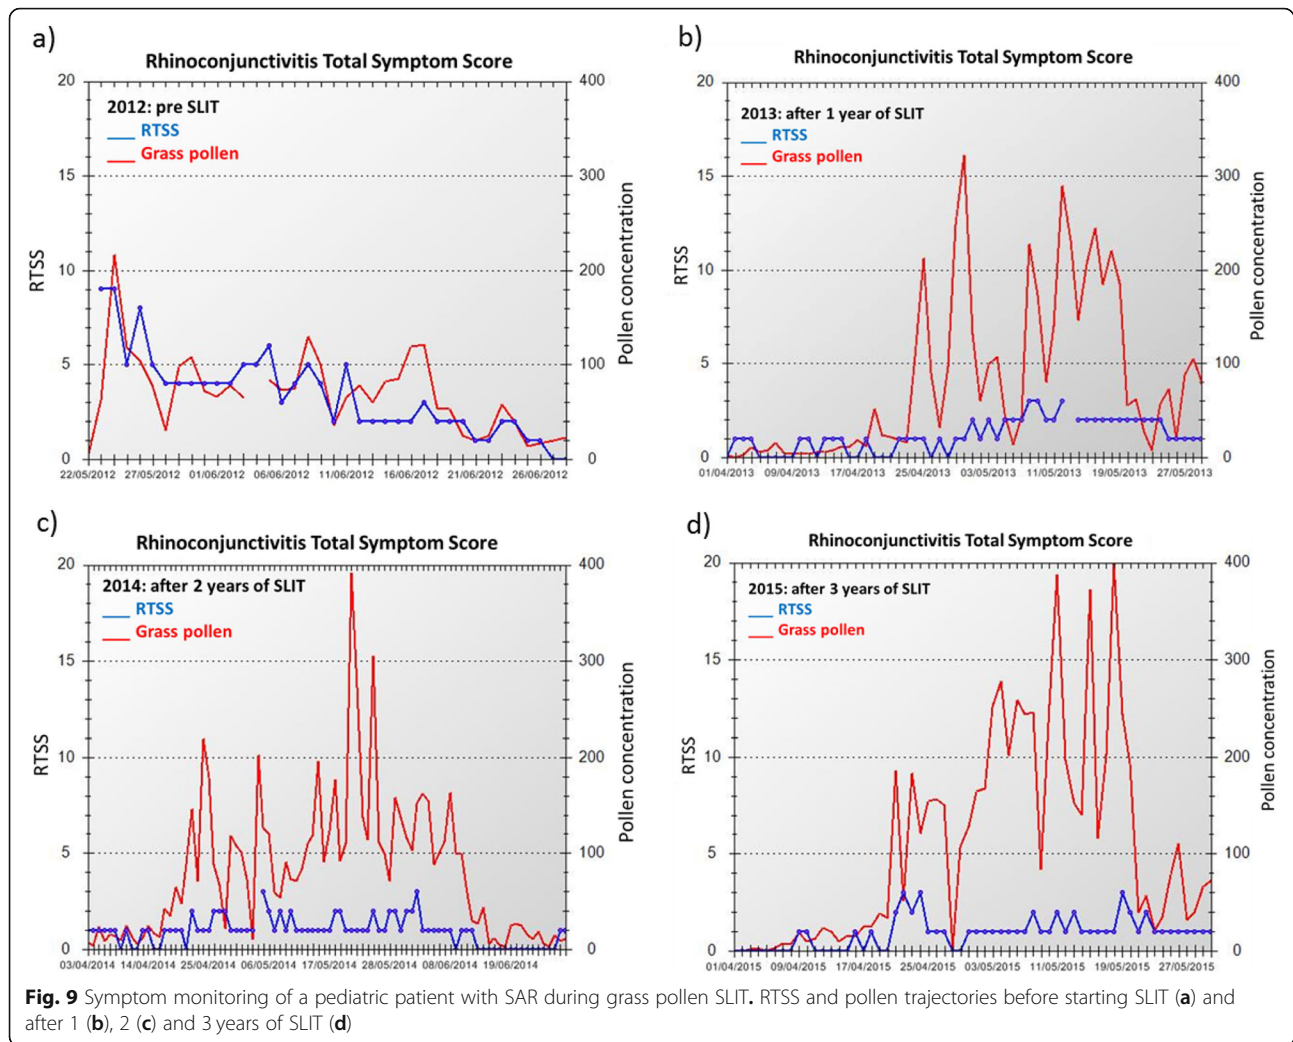 a)
Rhinoconjunctivitis Total Symptom Score
20
15
10
5
0
RTSS
400
300
200
100
0
Pollen concentration
2012: pre SLIT
RTSS
Grass pollen
22/05/2012 27/05/2012 01/06/2012 06/06/2012 11/06/2012 16/06/2012 21/06/2012 26/06/2012
b)
Rhinoconjunctivitis Total Symptom Score
20
15
10
5
0
RTSS
400
300
200
100
0
Pollen concentration
2013: after 1 year of SLIT
RTSS
Grass pollen
01/04/2013 09/04/2013 17/04/2013 25/04/2013 03/05/2013 11/05/2013 19/05/2013 27/05/2013
c)
Rhinoconjunctivitis Total Symptom Score
20
15
10
5
0
RTSS
400
300
200
100
0
Pollen concentration
2014: after 2 years of SLIT
RTSS
Grass pollen
03/04/2014 14/04/2014 25/04/2014 06/05/2014 17/05/2014 28/05/2014 08/06/2014 19/06/2014
d)
Rhinoconjunctivitis Total Symptom Score
20
15
10
5
0
RTSS
400
300
200
100
0
Pollen concentration
2015: after 3 years of SLIT
RTSS
Grass pollen
01/04/2015 09/04/2015 17/04/2015 25/04/2015 03/05/2015 11/05/2015 19/05/2015 27/05/2015
Fig. 9 Symptom monitoring of a pediatric patient with SAR during grass pollen SLIT. RTSS and pollen trajectories before starting SLIT (a) and
after 1 (b), 2 (c) and 3 years of SLIT (d)